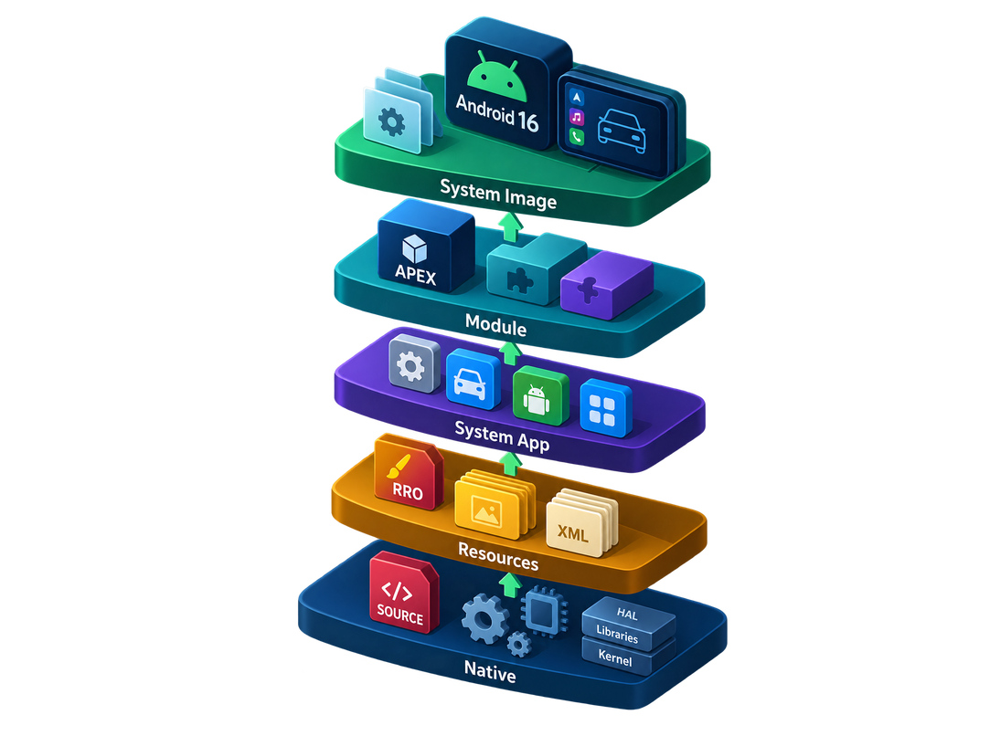 Android 16
System Image
APEX
Module
System App
RRO
XML
Resources
SOURCE
HAL
Libraries
Kernel
Native